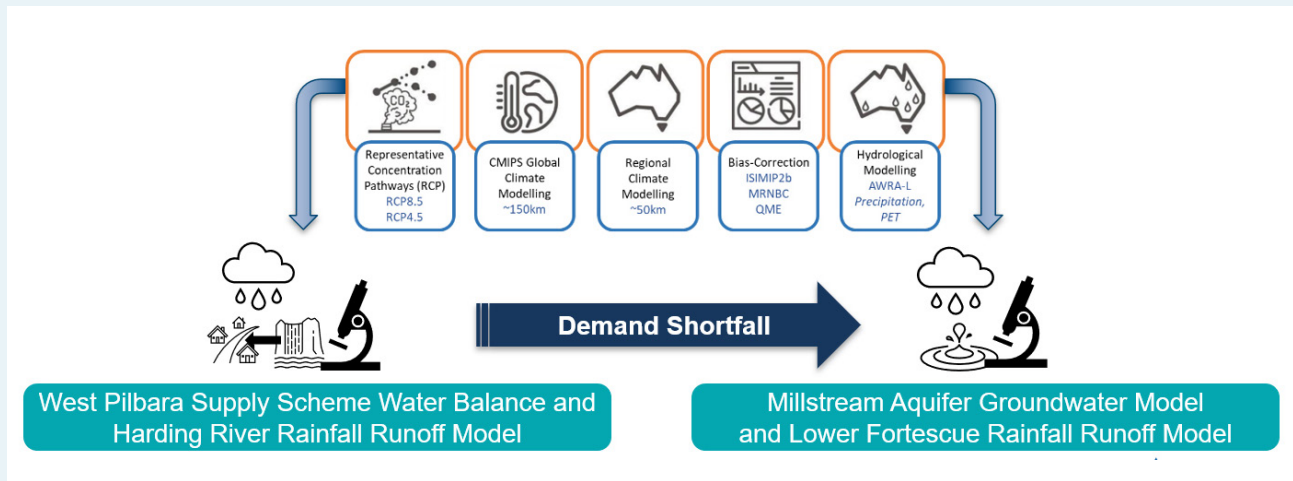 CO₂
Representative
Concentration
Pathways (RCP)
RCP8.5
RCP4.5
CMIPS Global
Climate
Modelling
~150km
Regional
Climate
Modelling
~50km
Bias-Correction
ISIMIP2b
MRNBC
QME
Hydrological
Modelling
AWRA-L
Precipitation,
PET
Demand Shortfall
West Pilbara Supply Scheme Water Balance and
Harding River Rainfall Runoff Model
Millstream Aquifer Groundwater Model
and Lower Fortescue Rainfall Runoff Model